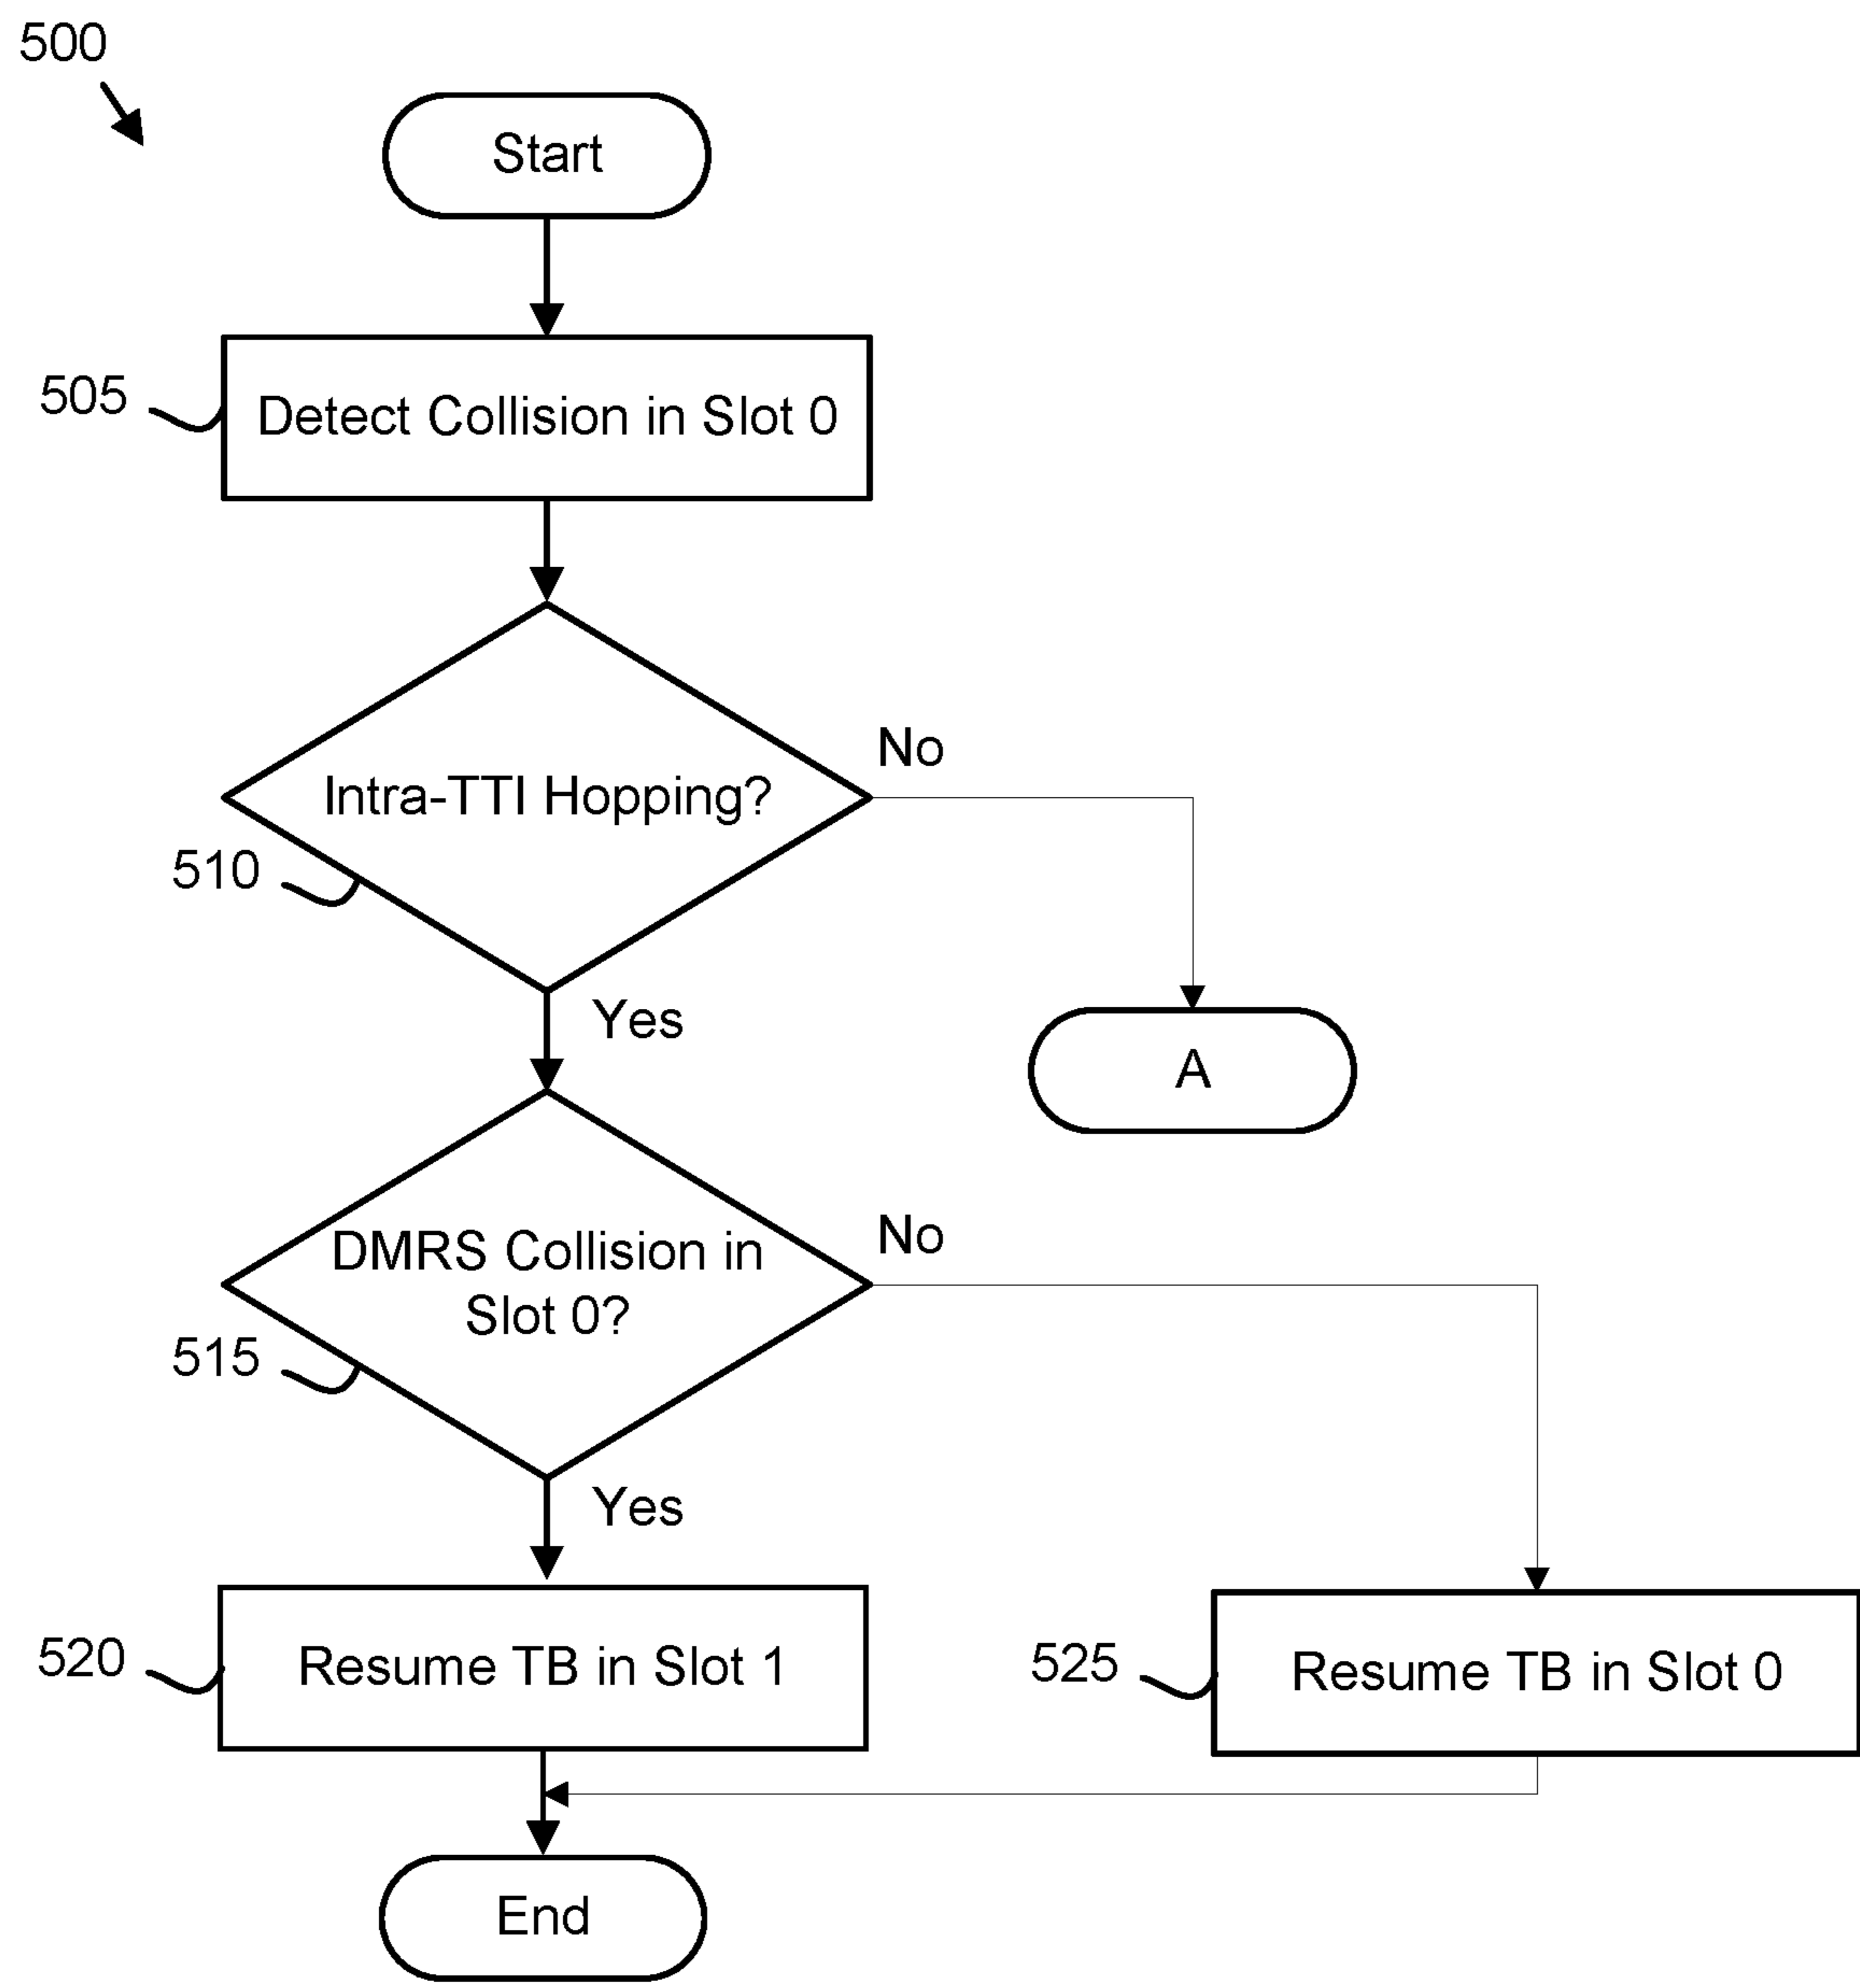 500
Start
505
Detect Collision in Slot 0
Intra-TTI Hopping?
No
510
Yes
A
DMRS Collision in
Slot 0?
No
515
Yes
520
Resume TB in Slot 1
525
Resume TB in Slot 0
End